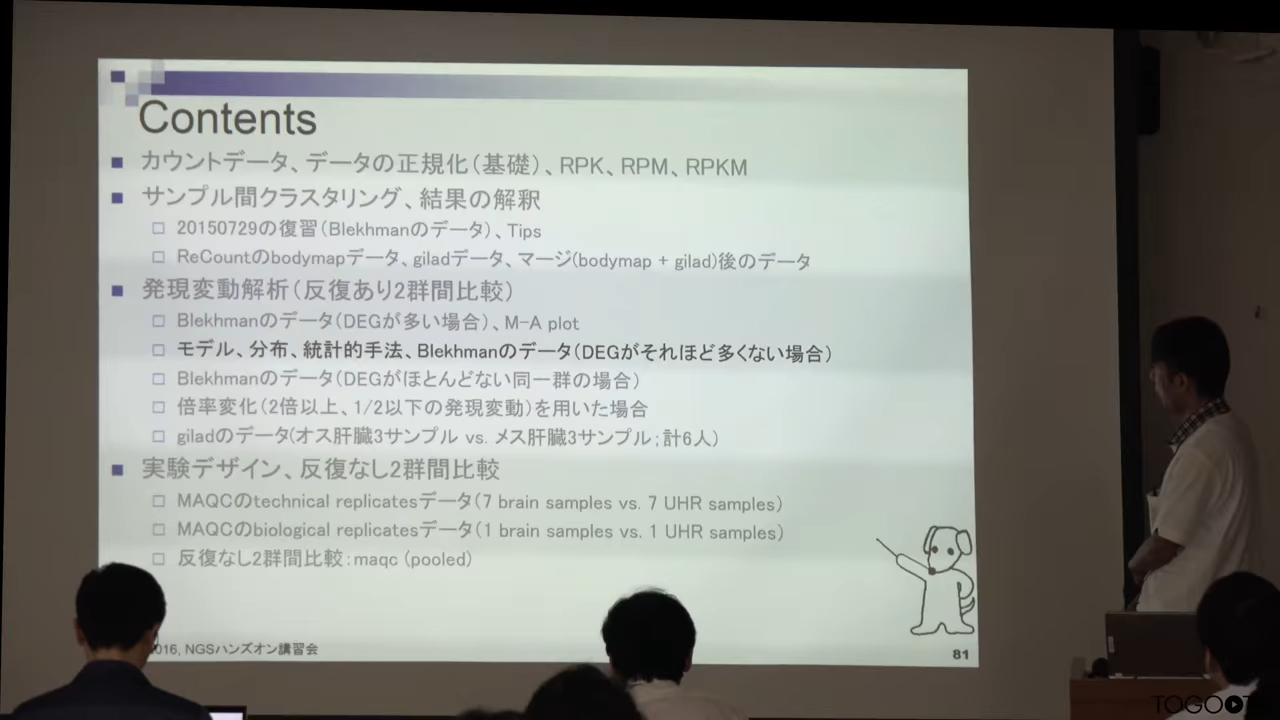 Contents
■ カウントデータ、データの正規化(基礎)、RPK、RPM、RPKM
■ サンプル間クラスタリング、結果の解釈
□ 20150729の復習(Blekhmanのデータ)、Tips
□ ReCountのbodymapデータ、giladデータ、マージ(bodymap + gilad)後のデータ
■ 発現変動解析(反復あり2群間比較)
□ Blekhmanのデータ(DEGが多い場合)、M-A plot
□ モデル、分布、統計的手法、Blekhmanのデータ(DEGがそれほど多くない場合)
□ Blekhmanのデータ(DEGがほとんどない同一群の場合)
□ 倍率変化(2倍以上、1/2以下の発現変動)を用いた場合
□ giladのデータ(オス肝臓3サンプル vs. メス肝臓3サンプル;計6人)
■ 実験デザイン、反復なし2群間比較
□ MAQCのtechnical replicatesデータ(7 brain samples vs. 7 UHR samples)
□ MAQCのbiological replicatesデータ(1 brain samples vs. 1 UHR samples)
□ 反復なし2群間比較:maqc (pooled)
016, NGSハンズオン講習会
81